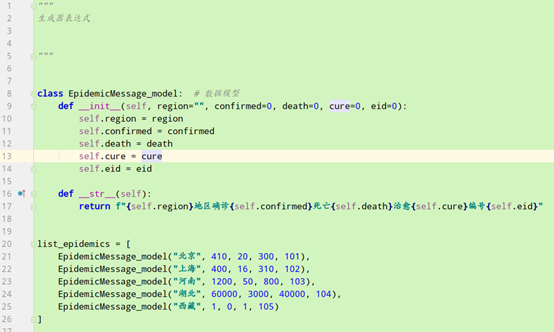 1 """
2 生成器表达式
3
4
5 """
6
7
8 class EpidemicMessage_model:  # 数据模型
9     def __init__(self, region="", confirmed=0, death=0, cure=0, eid=0):
10         self.region = region
11         self.confirmed = confirmed
12         self.death = death
13         self.cure = cure
14         self.eid = eid
15
16     def __str__(self):
17         return f"{self.region}地区确诊{self.confirmed}死亡{self.death}治愈{self.cure}编号{self.eid}"
18
19
20 list_epidemics = [
21     EpidemicMessage_model("北京", 410, 20, 300, 101),
22     EpidemicMessage_model("上海", 400, 16, 310, 102),
23     EpidemicMessage_model("河南", 1200, 50, 800, 103),
24     EpidemicMessage_model("湖北", 60000, 3000, 40000, 104),
25     EpidemicMessage_model("西藏", 1, 0, 1, 105)
26 ]